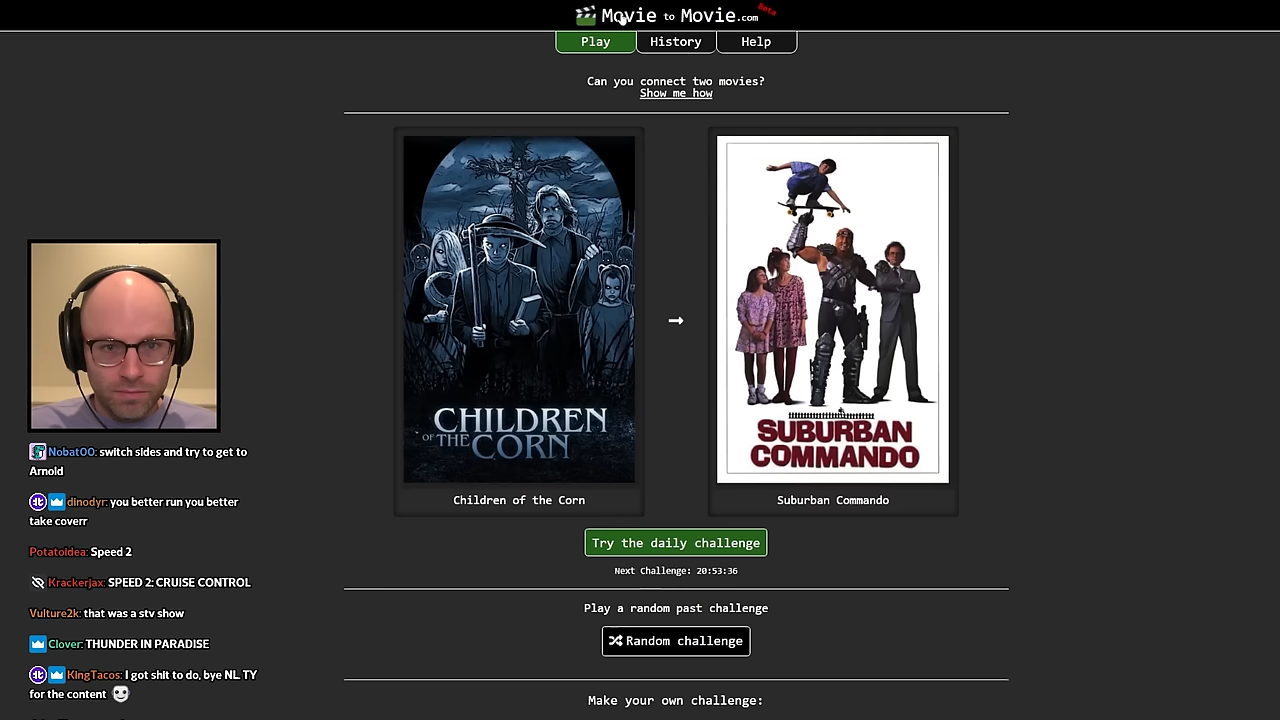 Movie to Movie.com Beta
Play History Help
Can you connect two movies?
Show me how
CHILDREN
OF THE CORN
SUBURBAN
COMMANDO
Children of the Corn
Suburban Commando
Try the daily challenge
Next Challenge: 20:53:36
Play a random past challenge
Random challenge
Make your own challenge:
NobatOO: switch sides and try to get to
Arnold
dinodyr: you better run you better
take coverr
Potatoidea: Speed 2
Krackerjax: SPEED 2: CRUISE CONTROL
Vulture2k: that was a stv show
Clover: THUNDER IN PARADISE
KingTacos: I got shit to do, bye NL TY
for the content